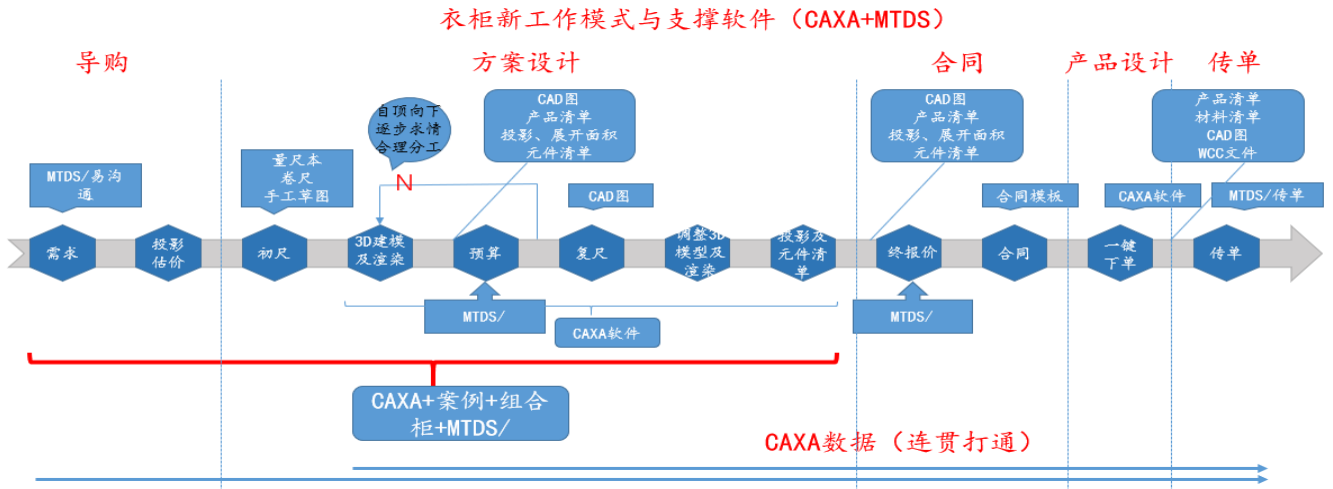 衣柜新工作模式与支撑软件（CAXA+MTDS）
导购
方案设计
合同
产品设计
传单
自顶向下
逐步求情
合理分工
N
CAD图
产品清单
投影、展开面积
元件清单
CAD图
产品清单
投影、展开面积
元件清单
产品清单
材料清单
CAD图
WCC文件
MTDS/易沟
通
量尺本
卷尺
手工草图
CAD图
合同模板
CAXA软件
MTDS/传单
需求
投影
估价
初尺
3D建模
及渲染
预算
复尺
调整3D
模型及
渲染
投影及
元件清
单
终报价
合同
一键
下单
传单
MTDS/
CAXA软件
MTDS/
CAXA+案例+组合
柜+MTDS/
CAXA数据（连贯打通）